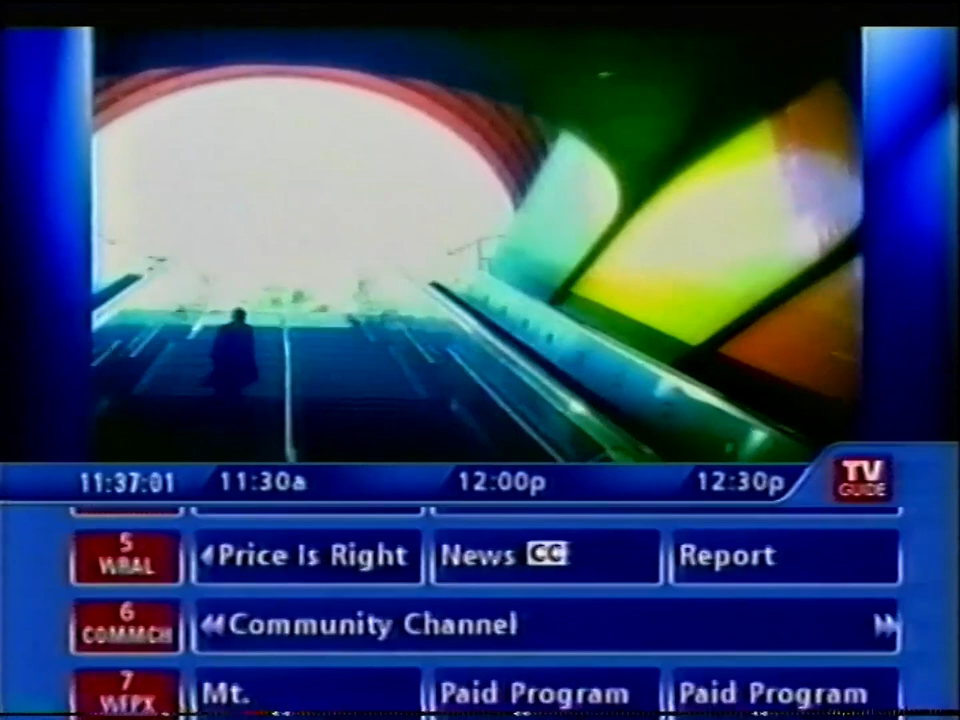 11:37:01 11:30a 12:00p 12:30p TV GUIDE
5 WRAL Price Is Right News CC Report
6 COMMCH Community Channel
7 WFPX Mt. Paid Program Paid Program